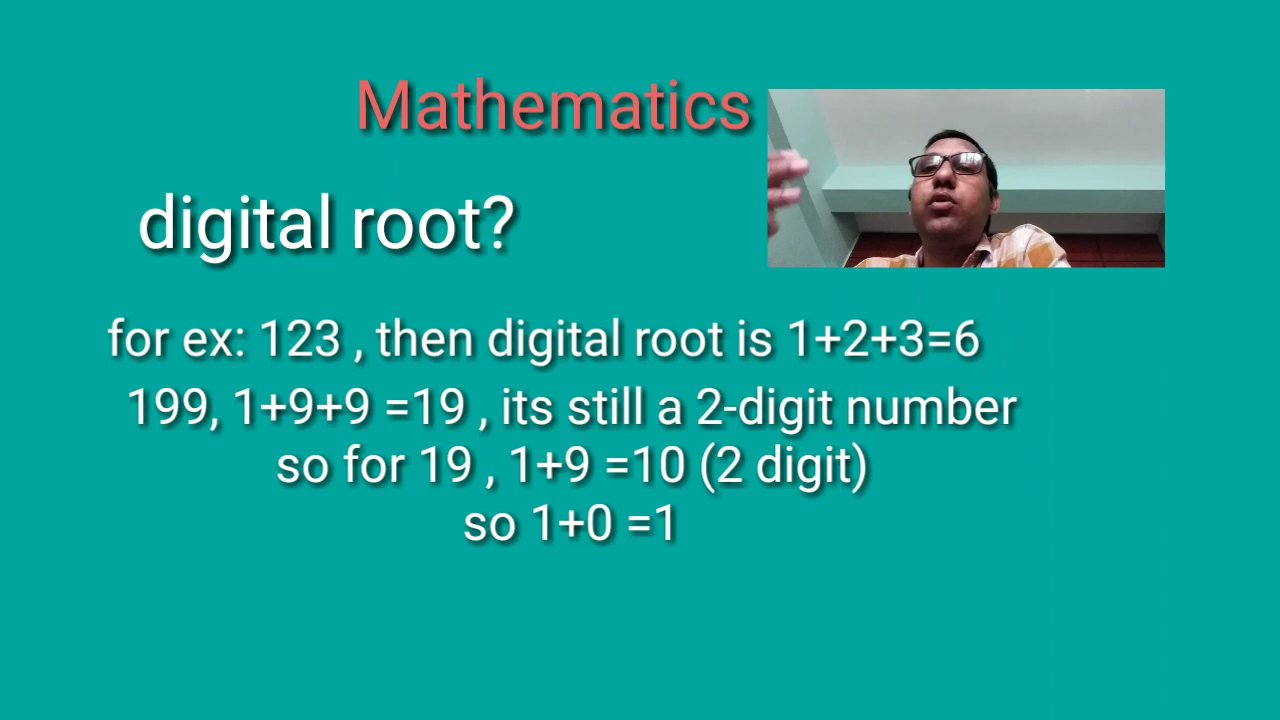 Mathematics
digital root?
for ex: 123 , then digital root is 1+2+3=6
199, 1+9+9 =19 , its still a 2-digit number
so for 19 , 1+9 =10 (2 digit)
so 1+0 =1